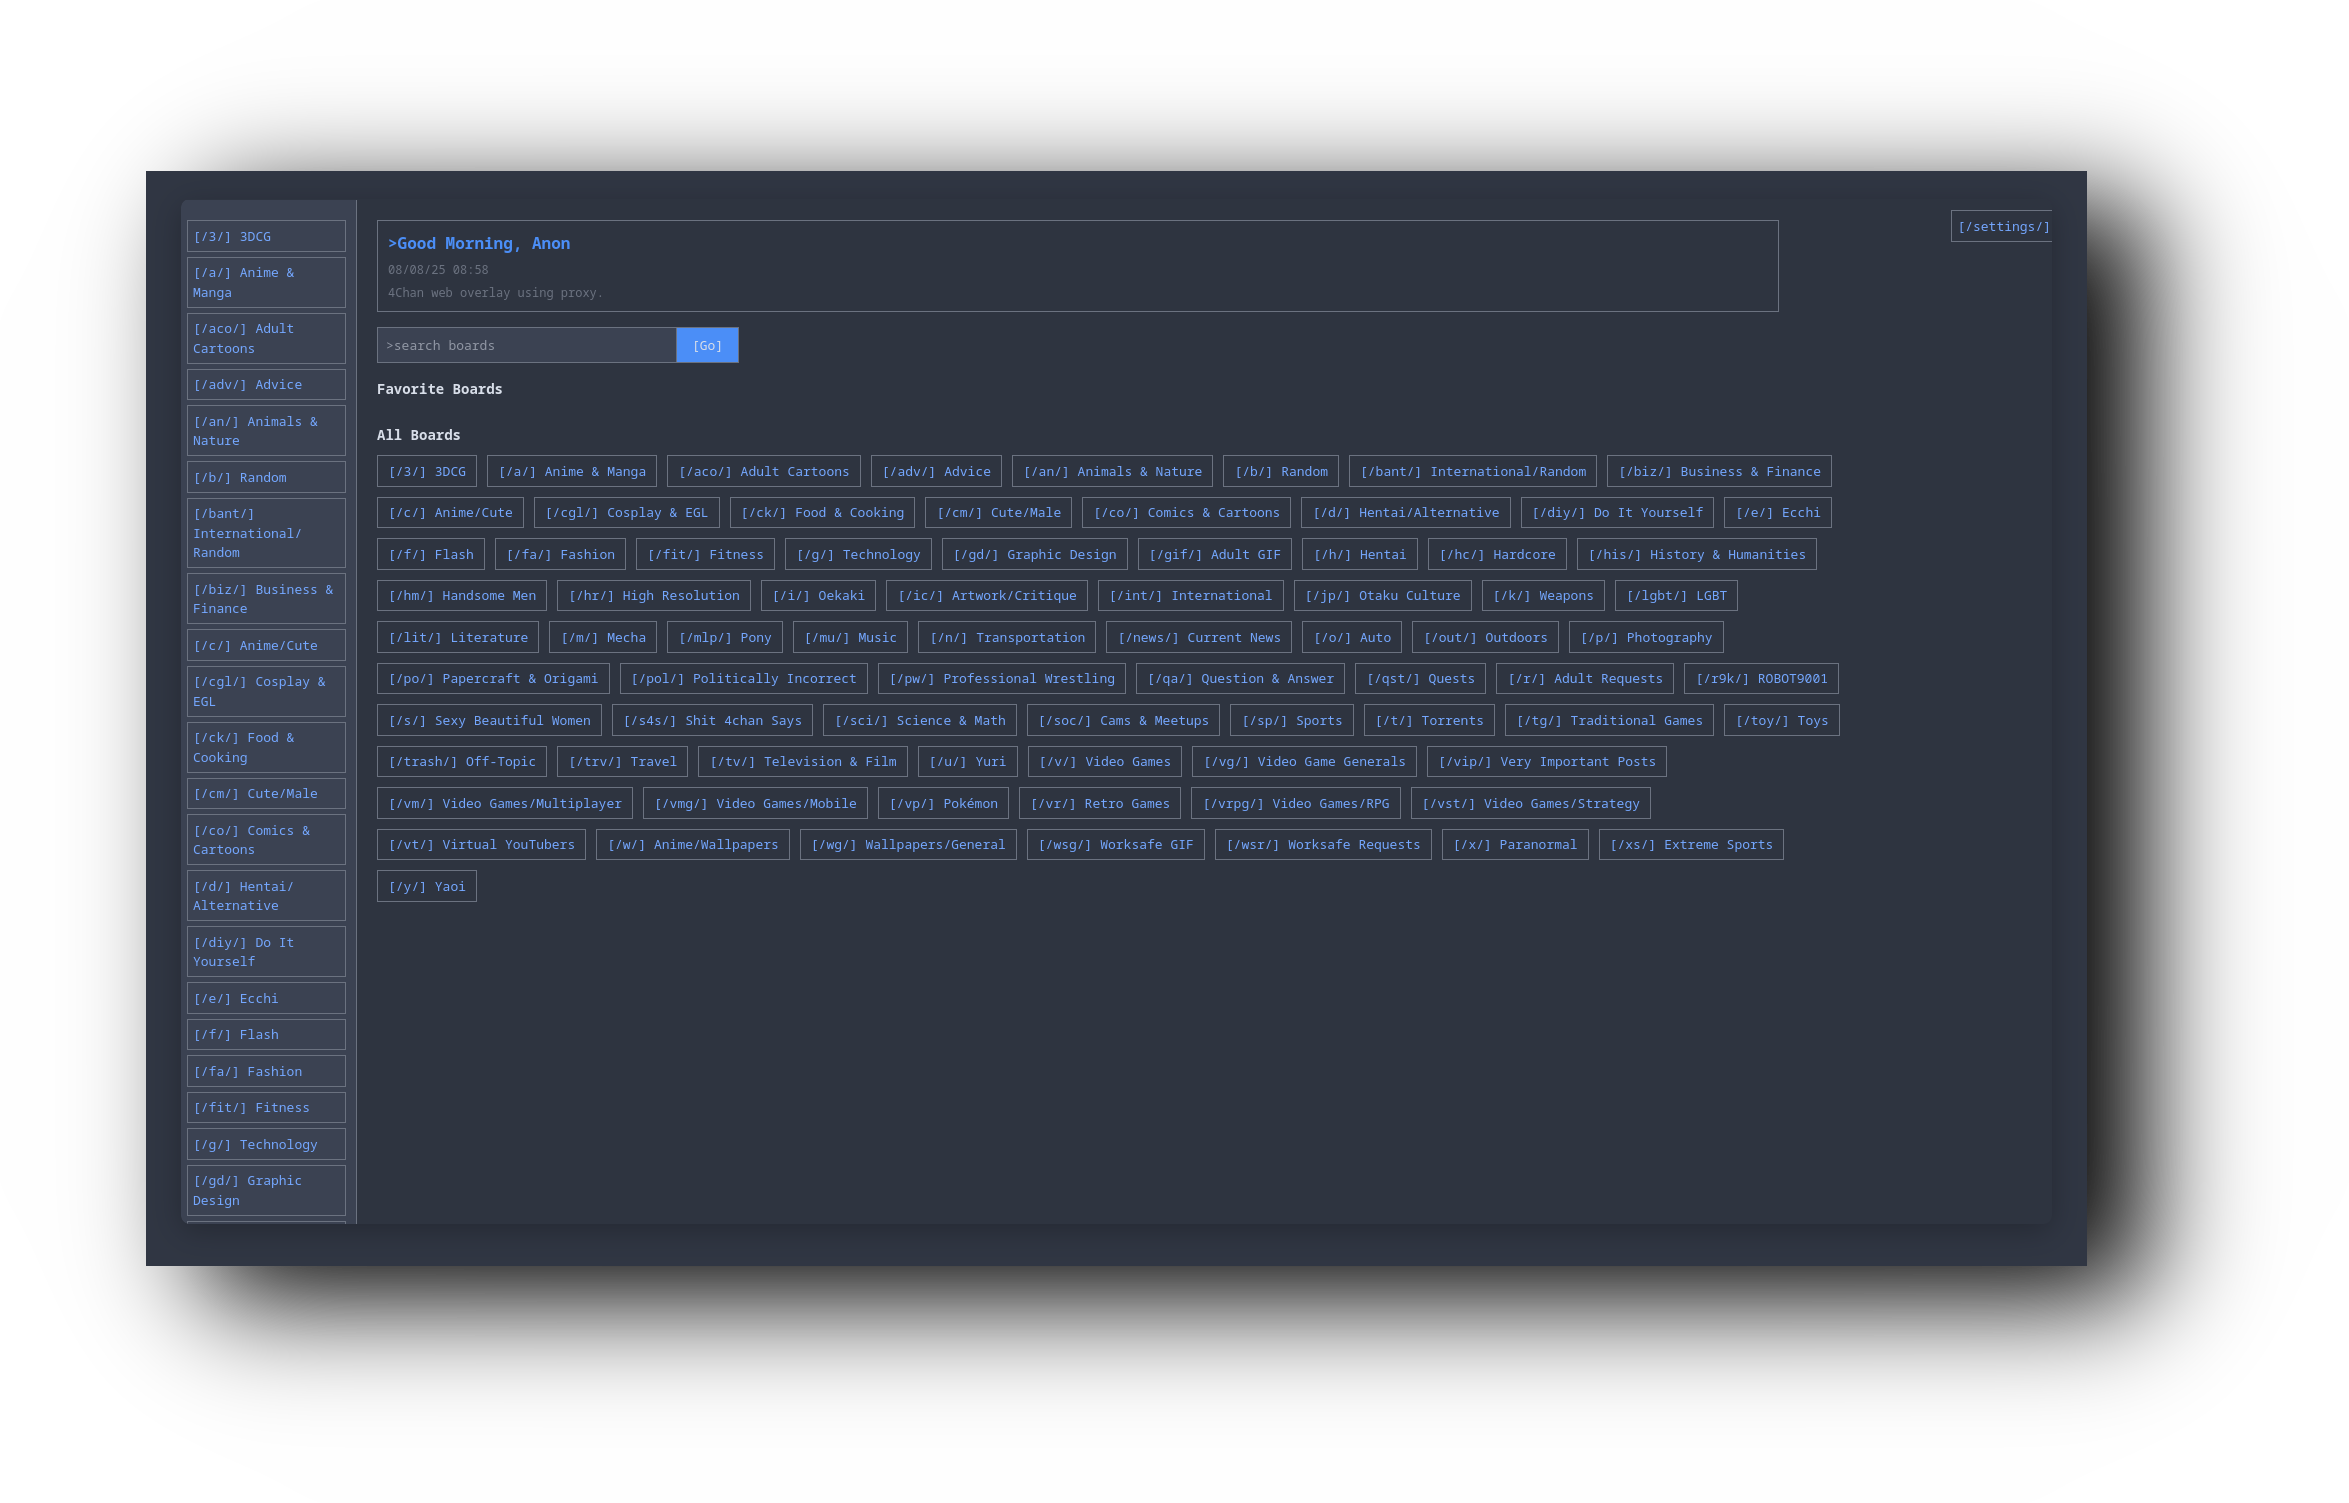 [/3/] 3DCG
[/a/] Anime &
Manga
[/aco/] Adult
Cartoons
[/adv/] Advice
[/an/] Animals &
Nature
[/b/] Random
[/bant/]
International/
Random
[/biz/] Business &
Finance
[/c/] Anime/Cute
[/cgl/] Cosplay &
EGL
[/ck/] Food &
Cooking
[/cm/] Cute/Male
[/co/] Comics &
Cartoons
[/d/] Hentai/
Alternative
[/diy/] Do It
Yourself
[/e/] Ecchi
[/f/] Flash
[/fa/] Fashion
[/fit/] Fitness
[/g/] Technology
[/gd/] Graphic
Design
>Good Morning, Anon
08/08/25 08:58
4Chan web overlay using proxy.
[/settings/]
>search boards [Go]
Favorite Boards
All Boards
[/3/] 3DCG [/a/] Anime & Manga [/aco/] Adult Cartoons [/adv/] Advice [/an/] Animals & Nature [/b/] Random [/bant/] International/Random [/biz/] Business & Finance
[/c/] Anime/Cute [/cgl/] Cosplay & EGL [/ck/] Food & Cooking [/cm/] Cute/Male [/co/] Comics & Cartoons [/d/] Hentai/Alternative [/diy/] Do It Yourself [/e/] Ecchi
[/f/] Flash [/fa/] Fashion [/fit/] Fitness [/g/] Technology [/gd/] Graphic Design [/gif/] Adult GIF [/h/] Hentai [/hc/] Hardcore [/his/] History & Humanities
[/hm/] Handsome Men [/hr/] High Resolution [/i/] Oekaki [/ic/] Artwork/Critique [/int/] International [/jp/] Otaku Culture [/k/] Weapons [/lgbt/] LGBT
[/lit/] Literature [/m/] Mecha [/mlp/] Pony [/mu/] Music [/n/] Transportation [/news/] Current News [/o/] Auto [/out/] Outdoors [/p/] Photography
[/po/] Papercraft & Origami [/pol/] Politically Incorrect [/pw/] Professional Wrestling [/qa/] Question & Answer [/qst/] Quests [/r/] Adult Requests [/r9k/] ROBOT9001
[/s/] Sexy Beautiful Women [/s4s/] Shit 4chan Says [/sci/] Science & Math [/soc/] Cams & Meetups [/sp/] Sports [/t/] Torrents [/tg/] Traditional Games [/toy/] Toys
[/trash/] Off-Topic [/trv/] Travel [/tv/] Television & Film [/u/] Yuri [/v/] Video Games [/vg/] Video Game Generals [/vip/] Very Important Posts
[/vm/] Video Games/Multiplayer [/vmg/] Video Games/Mobile [/vp/] Pokémon [/vr/] Retro Games [/vrpg/] Video Games/RPG [/vst/] Video Games/Strategy
[/vt/] Virtual YouTubers [/w/] Anime/Wallpapers [/wg/] Wallpapers/General [/wsg/] Worksafe GIF [/wsr/] Worksafe Requests [/x/] Paranormal [/xs/] Extreme Sports
[/y/] Yaoi